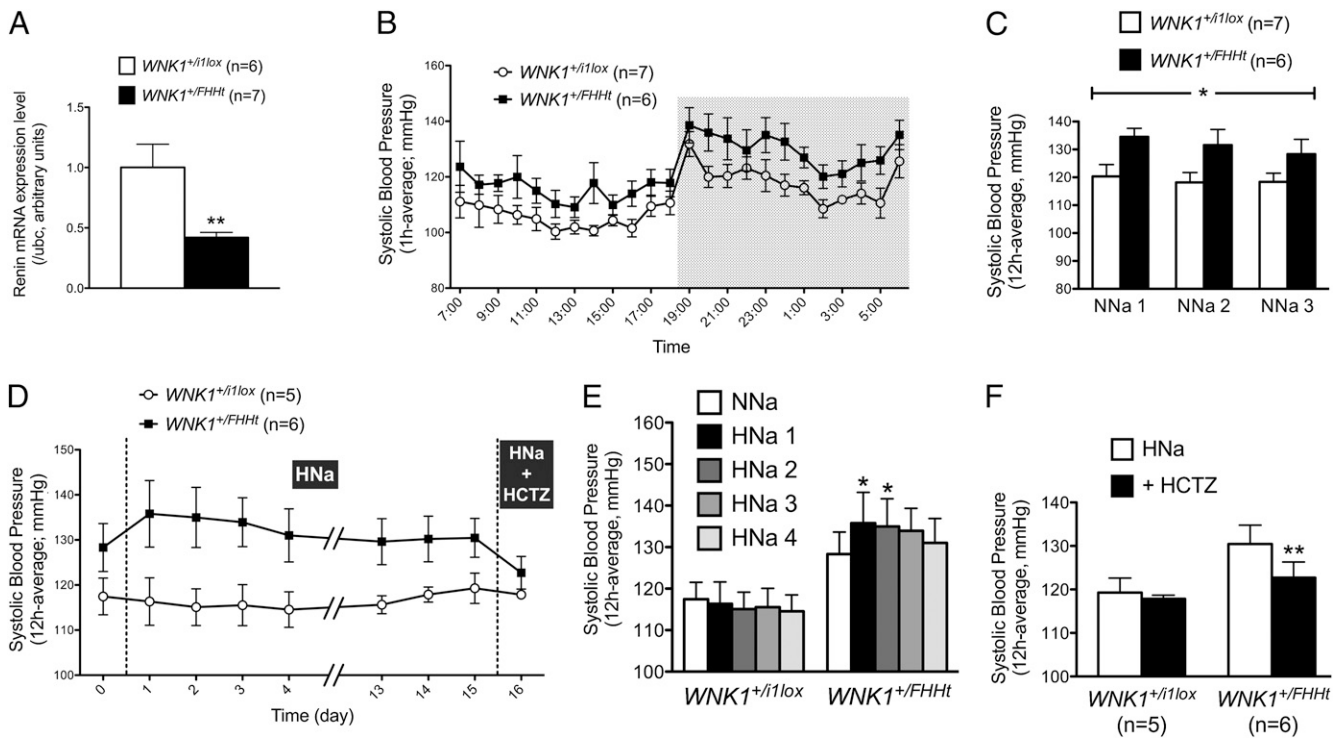 A
WNK1+/i1lox (n=6)
WNK1+/FHHt (n=7)
Renin mRNA expression level
(/ubc, arbitrary units)
1.5
1.0
0.5
0.0
**
B
WNK1+/i1lox (n=7)
WNK1+/FHHt (n=6)
Systolic Blood Pressure
(1h-average; mmHg)
160
140
120
100
80
7:00 9:00 11:00 13:00 15:00 17:00 19:00 21:00 23:00 1:00 3:00 5:00
Time
C
WNK1+/i1lox (n=7)
WNK1+/FHHt (n=6)
*
Systolic Blood Pressure
(12h-average, mmHg)
140
130
120
110
100
90
80
NNa 1 NNa 2 NNa 3
D
WNK1+/i1lox (n=5)
WNK1+/FHHt (n=6)
HNa
HNa
+
HCTZ
Systolic Blood Pressure
(12h-average; mmHg)
150
140
130
120
110
100
0 1 2 3 4 13 14 15 16
Time (day)
E
NNa
HNa 1
HNa 2
HNa 3
HNa 4
* *
Systolic Blood Pressure
(12h-average, mmHg)
160
150
140
130
120
110
100
WNK1+/i1lox WNK1+/FHHt
F
HNa
+ HCTZ
**
Systolic Blood Pressure
(12h-average, mmHg)
140
130
120
110
100
WNK1+/i1lox WNK1+/FHHt
(n=5) (n=6)